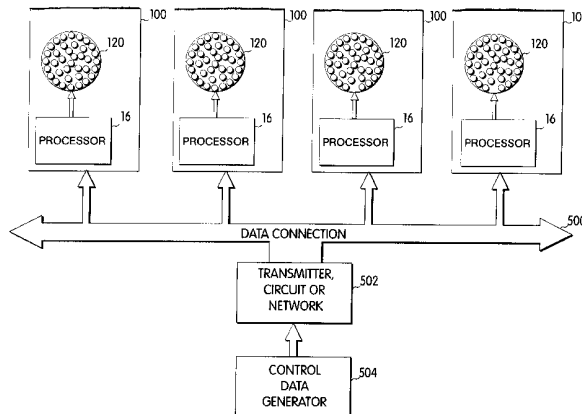 100
100
100
10
120
120
120
120
16
16
16
16
PROCESSOR
PROCESSOR
PROCESSOR
PROCESSOR
500
DATA CONNECTION
TRANSMITTER,
CIRCUIT OR
NETWORK
502
CONTROL
DATA
GENERATOR
504